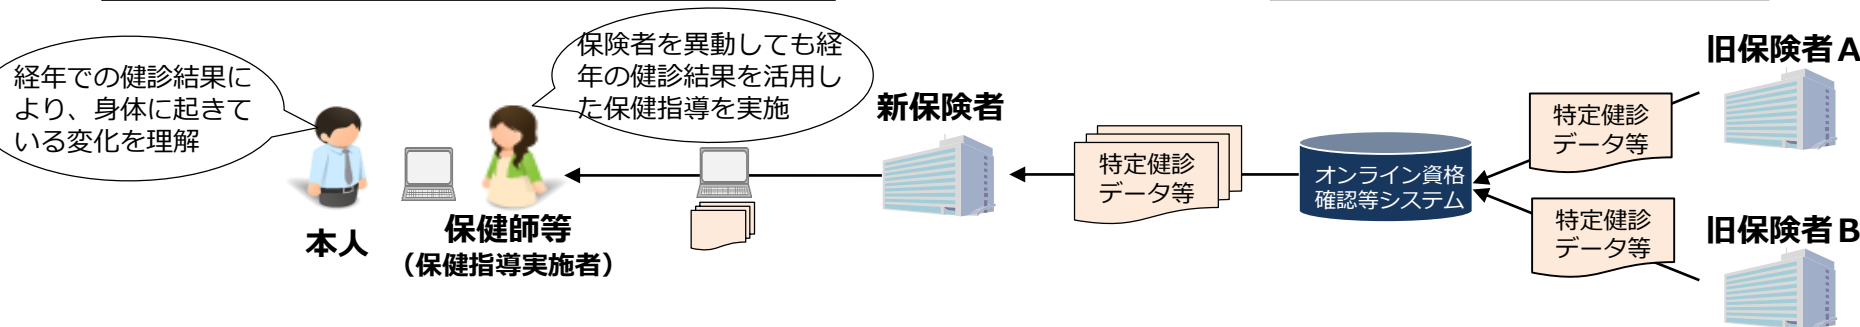 経年での健診結果に
より、身体に起きて
いる変化を理解
本人
保険者を異動しても経
年の健診結果を活用し
た保健指導を実施
保健師等
（保健指導実施者）
新保険者
特定健診
データ等
オンライン資格
確認等システム
特定健診
データ等
旧保険者A
特定健診
データ等
旧保険者B